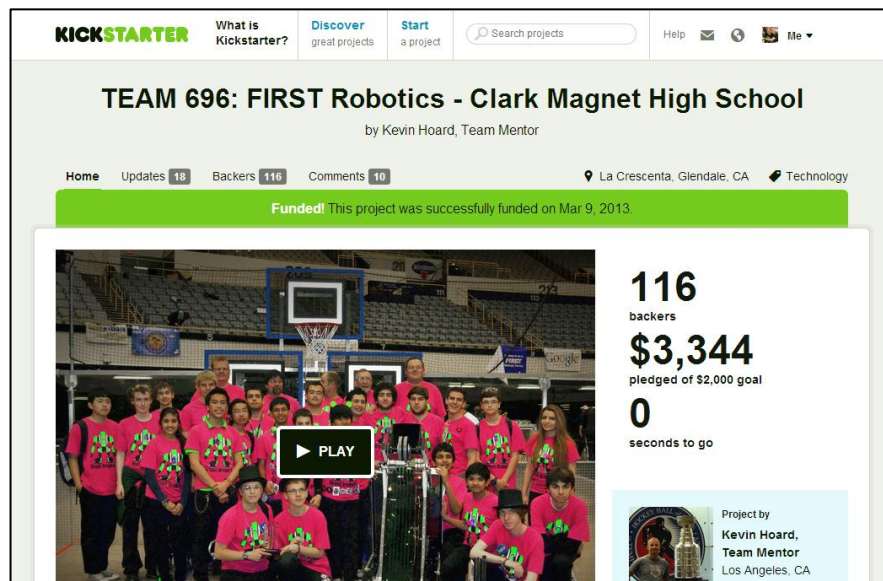 KICKSTARTER
What is
Kickstarter?
Discover
great projects
Start
a project
Search projects
Help
Me
TEAM 696: FIRST Robotics - Clark Magnet High School
by Kevin Hoard, Team Mentor
Home Updates 18 Backers 116 Comments 10
La Crescenta, Glendale, CA Technology
Funded! This project was successfully funded on Mar 9, 2013.
Google
FIRST
PLAY
116
backers
$3,344
pledged of $2,000 goal
0
seconds to go
Project by
Kevin Hoard,
Team Mentor
Los Angeles, CA